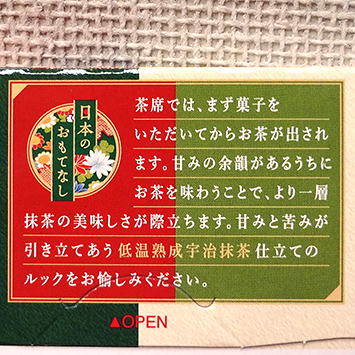 日本の
おもてなし
茶席では、まず菓子を
いただいてからお茶が出され
ます。甘みの余韻があるうちに
お茶を味わうことで、より一層
抹茶の美味しさが際立ちます。甘みと苦みが
引き立てあう低温熟成宇治抹茶仕立ての
ルックをお愉しみください。
▲OPEN